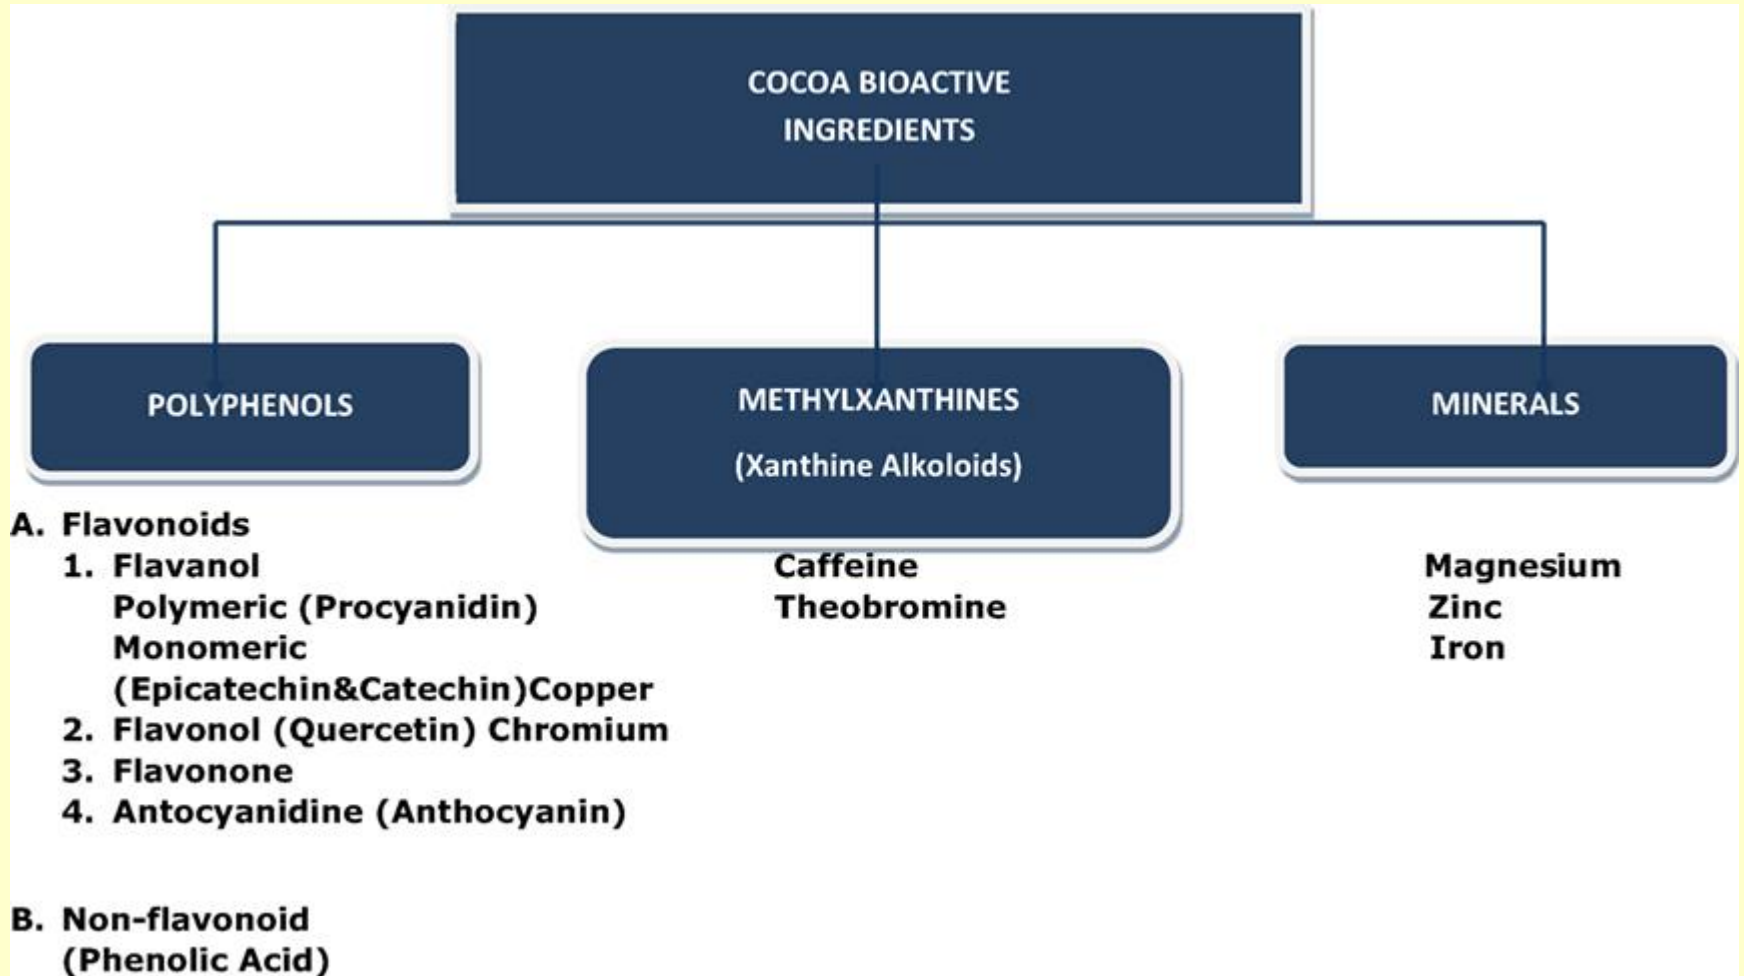 COCOA BIOACTIVE
INGREDIENTS
POLYPHENOLS
METHYLXANTHINES
(Xanthine Alkoloids)
MINERALS
A. Flavonoids
1. Flavanol
Polymeric (Procyanidin)
Monomeric
(Epicatechin&Catechin)Copper
2. Flavonol (Quercetin) Chromium
3. Flavonone
4. Antocyanidine (Anthocyanin)
B. Non-flavonoid
(Phenolic Acid)
Caffeine
Theobromine
Magnesium
Zinc
Iron